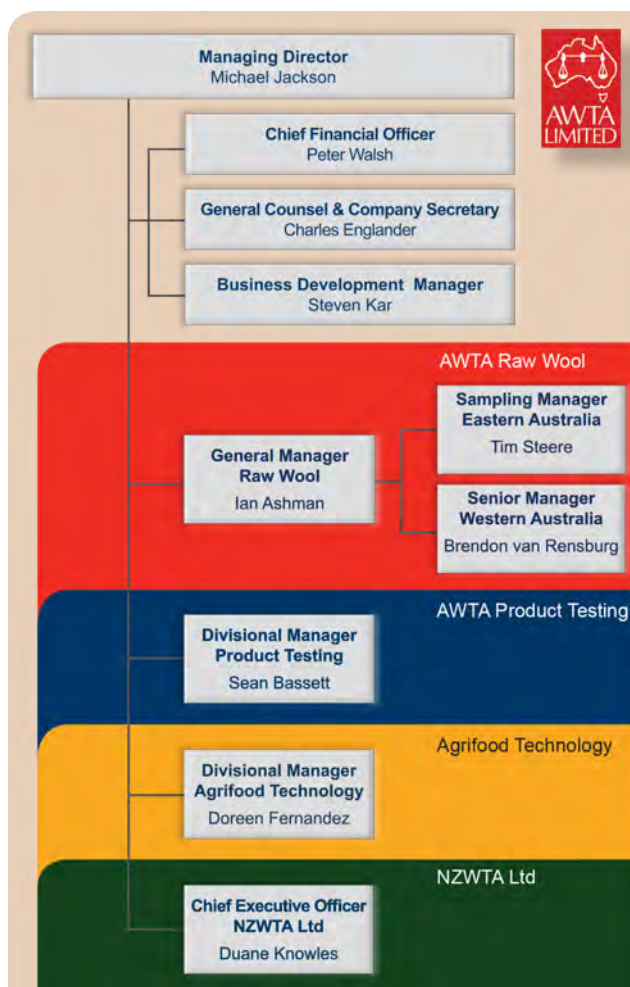 Managing Director
Michael Jackson
AWTA
LIMITED
Chief Financial Officer
Peter Walsh
General Counsel & Company Secretary
Charles Englander
Business Development Manager
Steven Kar
AWTA Raw Wool
Sampling Manager
Eastern Australia
Tim Steere
General Manager
Raw Wool
Ian Ashman
Senior Manager
Western Australia
Brendon van Rensburg
AWTA Product Testing
Divisional Manager
Product Testing
Sean Bassett
Agrifood Technology
Divisional Manager
Agrifood Technology
Doreen Fernandez
NZWTA Ltd
Chief Executive Officer
NZWTA Ltd
Duane Knowles